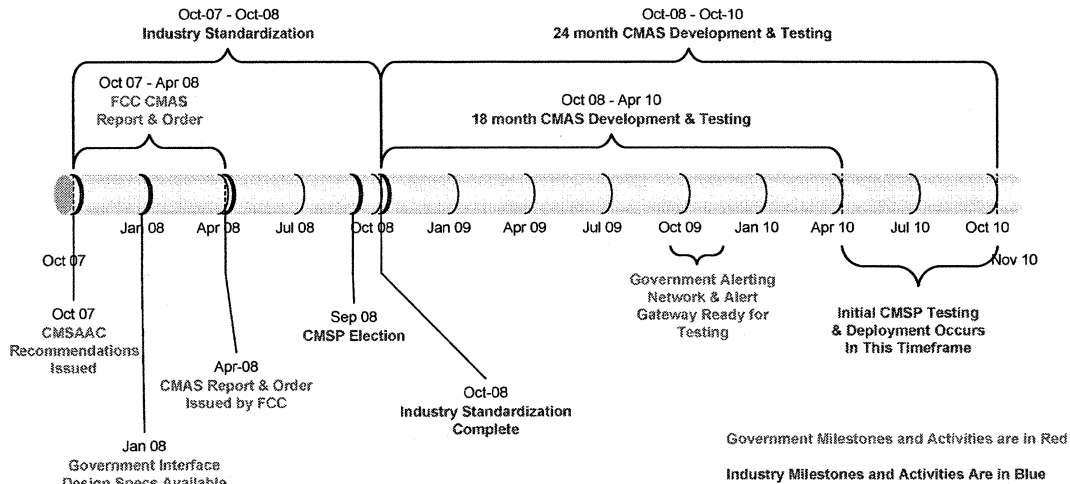 Oct-07 - Oct-08
Industry Standardization
Oct-08 - Oct-10
24 month CMAS Development & Testing
Oct 07 - Apr 08
FCC CMAS
Report & Order
Oct 08 - Apr 10
18 month CMAS Development & Testing
Jan 08
Apr 08
Jul 08
Oct 08
Jan 09
Apr 09
Jul 09
Oct 09
Jan 10
Apr 10
Jul 10
Oct 10
Oct 07
Nov 10
Oct 07
CMSAAC
Recommendations
Issued
Jan 08
Government Interface
Design Specs Available
Apr-08
CMAS Report & Order
Issued by FCC
Sep 08
CMSP Election
Oct-08
Industry Standardization
Complete
Government Alerting
Network & Alert
Gateway Ready for
Testing
Initial CMSP Testing
& Deployment Occurs
In This Timeframe
Government Milestones and Activities are in Red
Industry Milestones and Activities Are in Blue